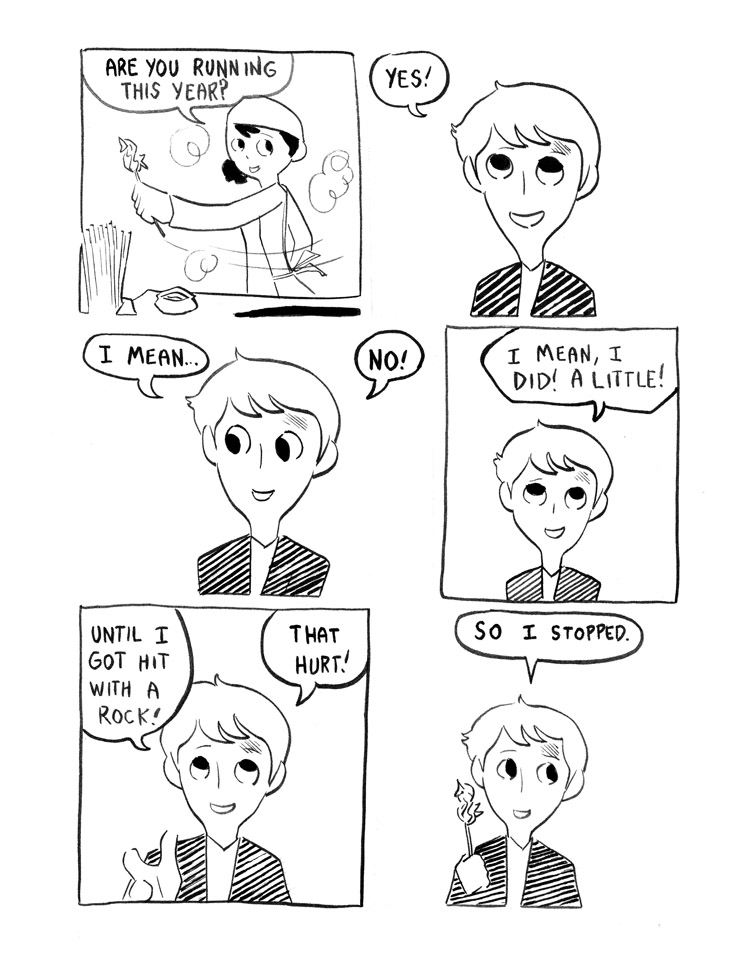 ARE YOU RUNNING
THIS YEAR?
YES!
I MEAN...
NO!
I MEAN, I
DID! A LITTLE!
UNTIL I
GOT HIT
WITH A
ROCK!
THAT
HURT!
SO I STOPPED.